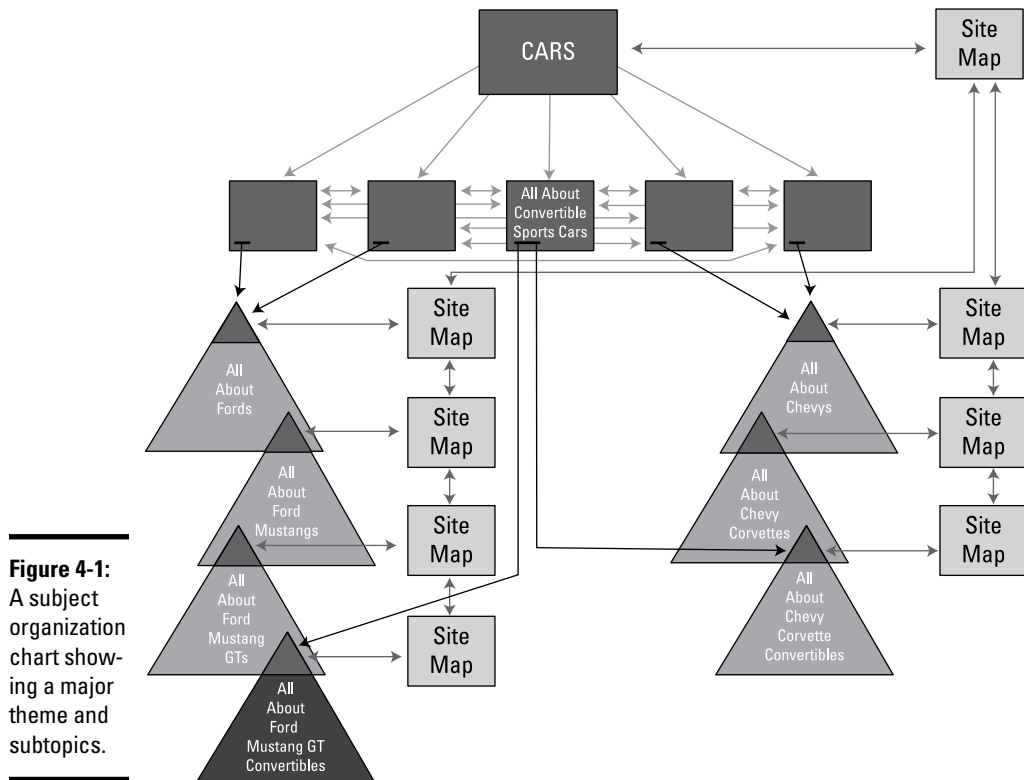 CARS
Site
Map
All About
Convertible
Sports Cars
Site
Map
Site
Map
All
About
Fords
All
About
Chevys
Site
Map
Site
Map
All
About
Ford
Mustangs
All
About
Chevy
Corvettes
Site
Map
Site
Map
All
About
Ford
Mustang
GTs
All
About
Chevy
Corvette
Convertibles
Site
Map
All
About
Ford
Mustang GT
Convertibles
Figure 4-1:
A subject
organization
chart show-
ing a major
theme and
subtopics.